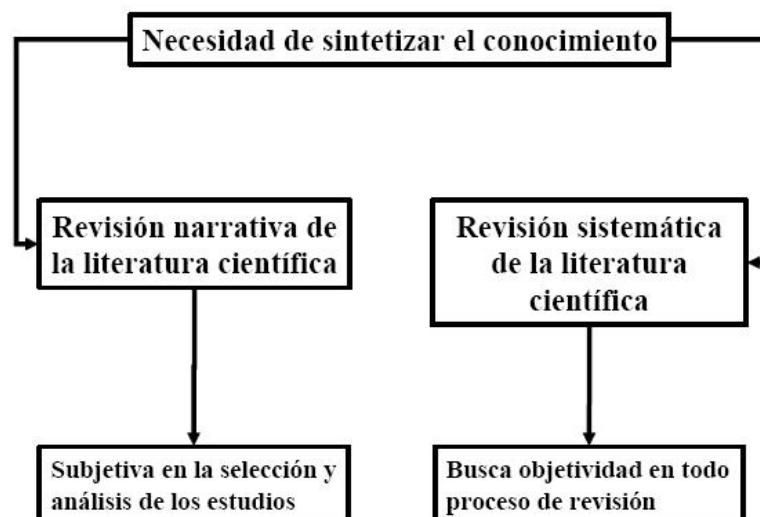 Necesidad de sintetizar el conocimiento
Revisión narrativa de
la literatura científica
Revisión sistemática
de la literatura
científica
Subjetiva en la selección y
análisis de los estudios
Busca objetividad en todo
proceso de revisión